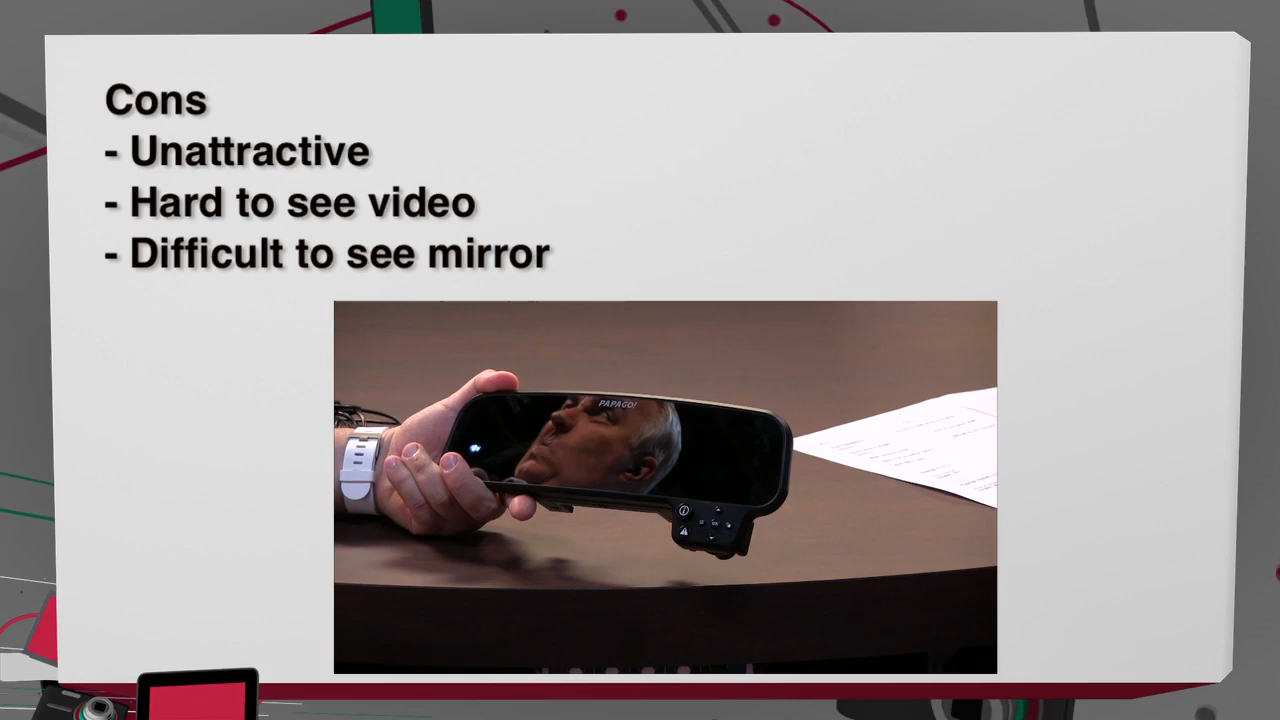 Cons
- Unattractive
- Hard to see video
- Difficult to see mirror
PAPAGO!